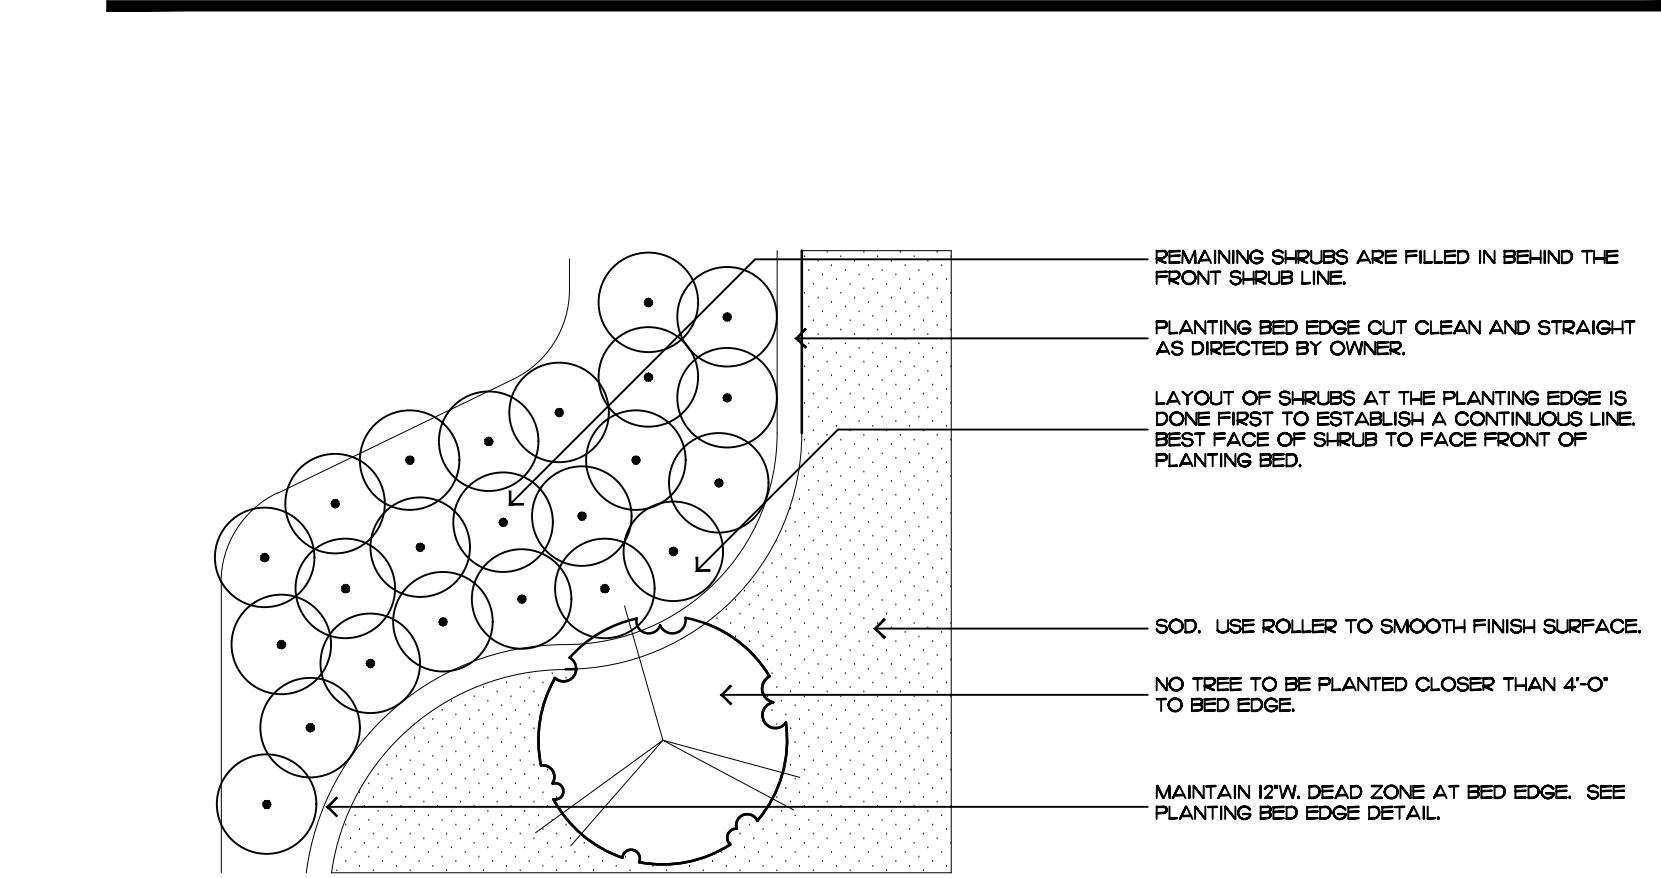 REMAINING SHRUBS ARE FILLED IN BEHIND THE
FRONT SHRUB LINE.
PLANTING BED EDGE CUT CLEAN AND STRAIGHT
AS DIRECTED BY OWNER.
LAYOUT OF SHRUBS AT THE PLANTING EDGE IS
DONE FIRST TO ESTABLISH A CONTINUOUS LINE.
BEST FACE OF SHRUB TO FACE FRONT OF
PLANTING BED.
SOD. USE ROLLER TO SMOOTH FINISH SURFACE.
NO TREE TO BE PLANTED CLOSER THAN 4'-0"
TO BED EDGE.
MAINTAIN 12"W. DEAD ZONE AT BED EDGE. SEE
PLANTING BED EDGE DETAIL.